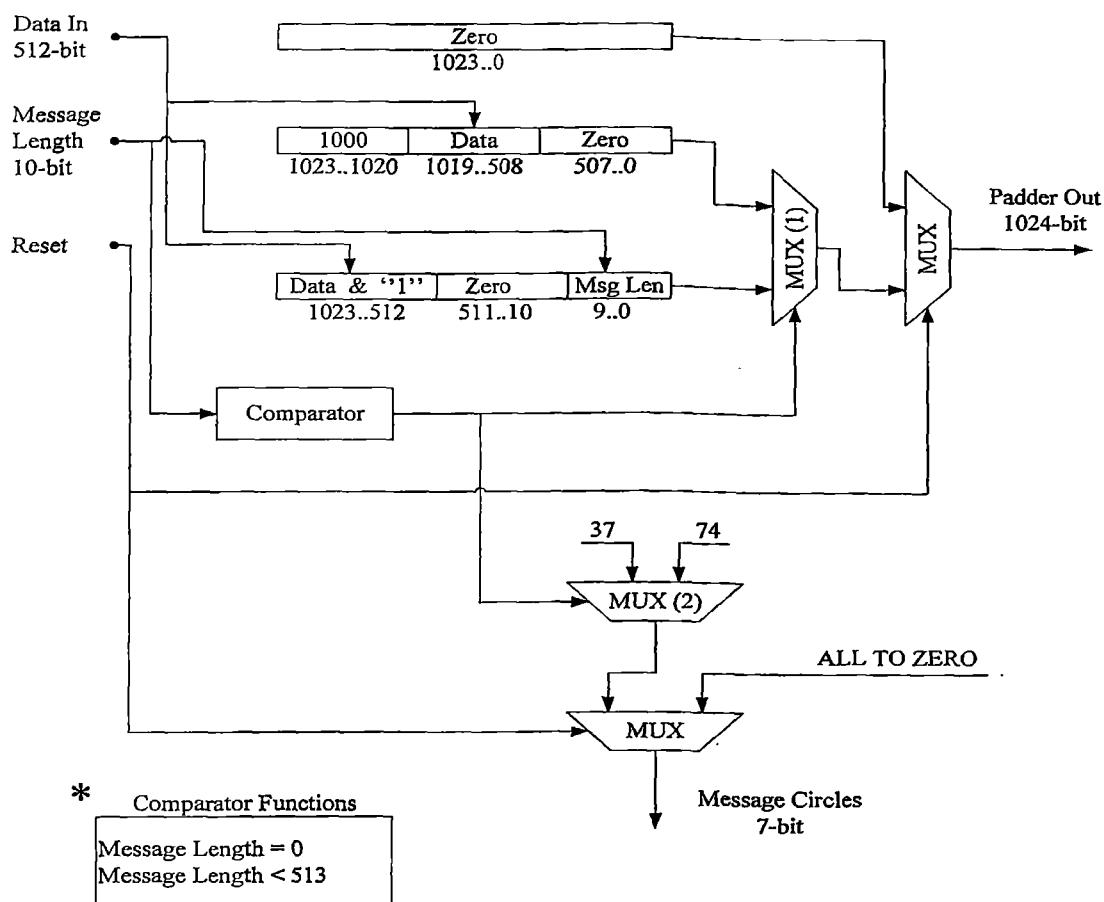 Data In
512-bit
Zero
1023..0
Message
Length
10-bit
1000
Data
Zero
1023..1020
1019..508
507..0
MUX (1)
MUX
Padder Out
1024-bit
Reset
Data & ‘’1’’
Zero
Msg Len
1023..512
511..10
9..0
Comparator
37
74
MUX (2)
ALL TO ZERO
MUX
Message Circles
7-bit
*
Comparator Functions
Message Length = 0
Message Length < 513